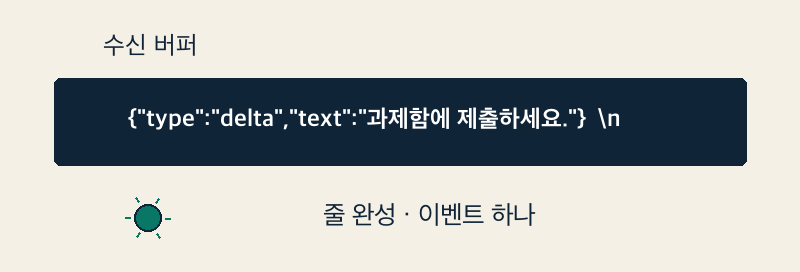 수신 버퍼
{"type":"delta","text":"과제함에 제출하세요."} \n
줄 완성 · 이벤트 하나